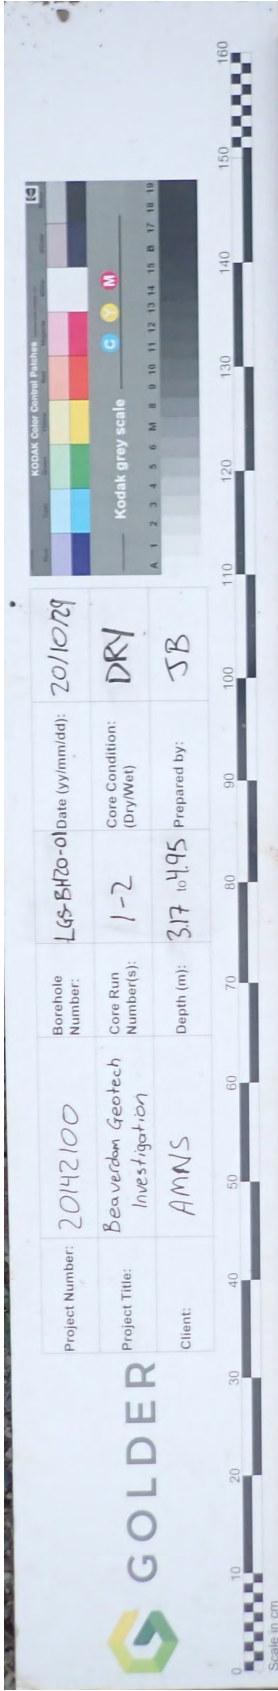 GOLDER
Project Number: 20142100
Borehole Number: LGS-BH20-01
Date (yy/mm/dd): 20/10/29
Project Title: Beaverdam Geotech Investigation
Core Run Number(s): 1-2
Core Condition: (Dry/Wet) DRY
Client: AMNS
Depth (m): 3.17 to 4.95
Prepared by: JB
KODAK Color Control Patches
Kodak grey scale
C Y M
A 1 2 3 4 5 6 M 8 9 10 11 12 13 14 15 B 17 18 19
0 10 20 30 40 50 60 70 80 90 100 110 120 130 140 150 160
Scale in cm